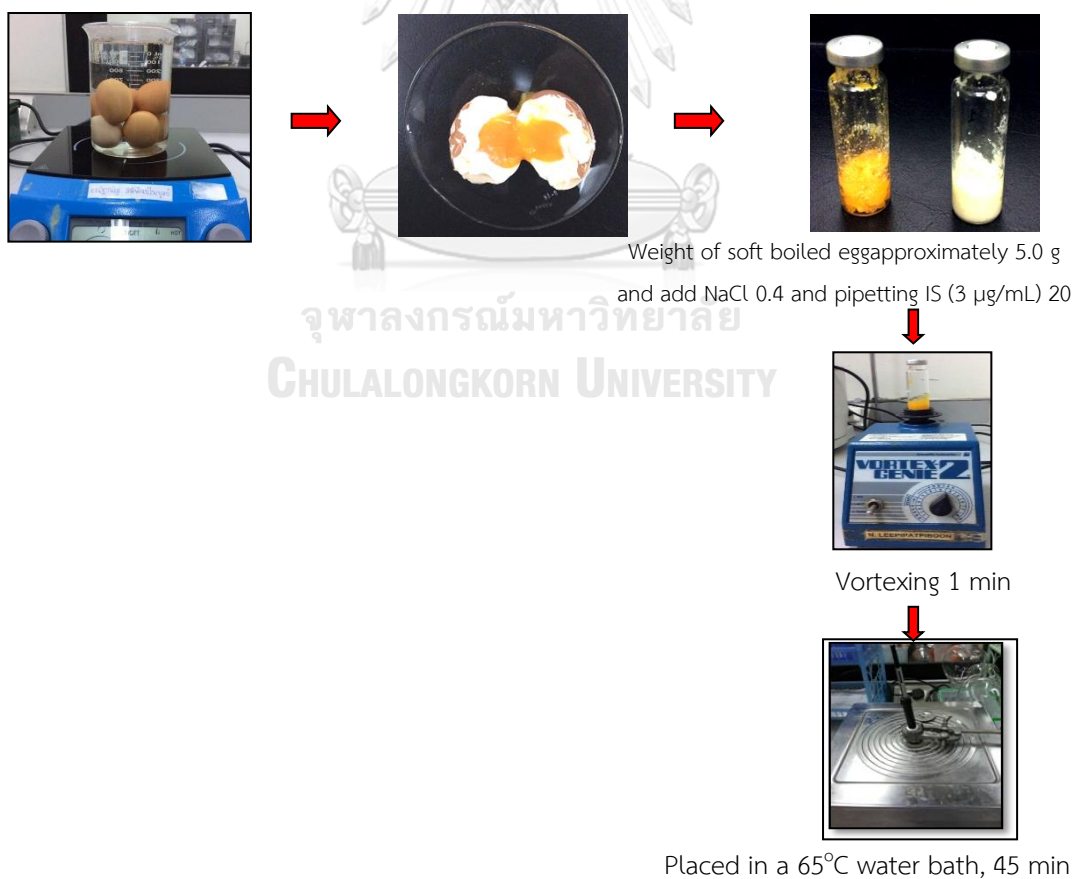 Weight of soft boiled eggapproximately 5.0 g
and add NaCl 0.4 and pipetting IS (3 µg/mL) 20
จุฬาลงกรณ์มหาวิทยาลัย
CHULALONGKORN UNIVERSITY
VORTEX-
GENIE 2
N. LEEPIPATPIBOON
Vortexing 1 min
Placed in a 65°C water bath, 45 min